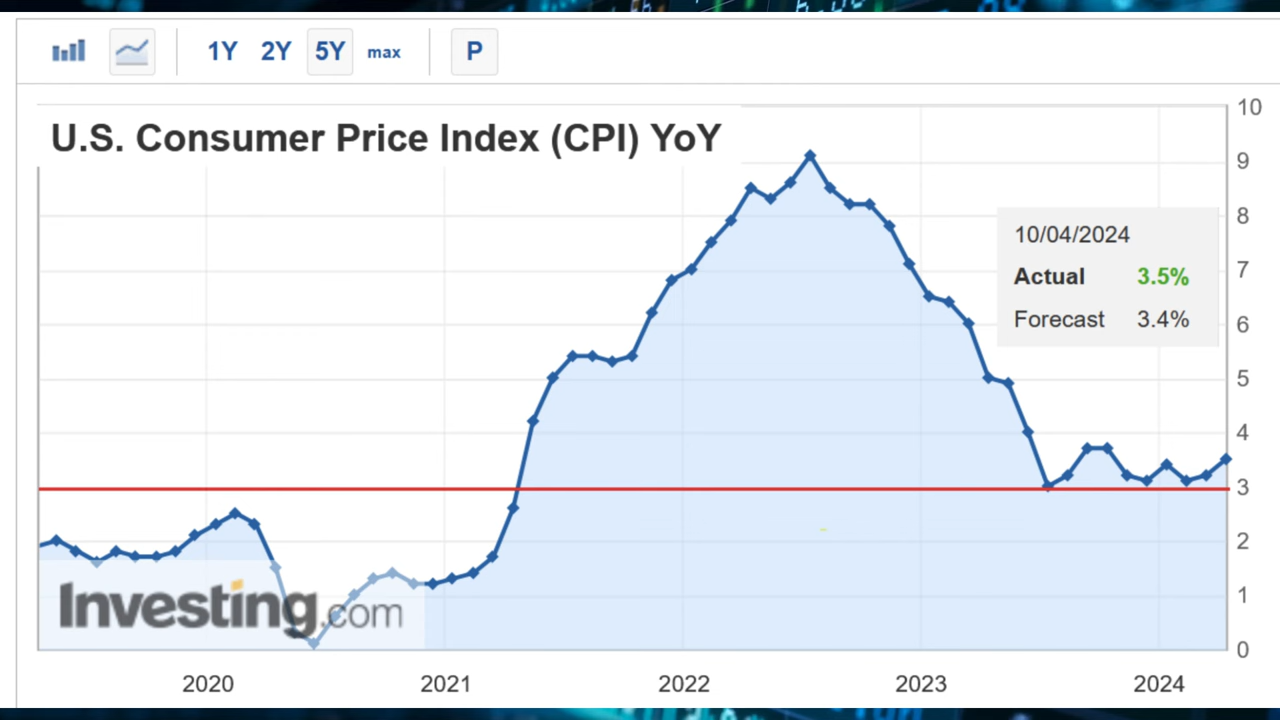 1Y 2Y 5Y max P
U.S. Consumer Price Index (CPI) YoY
10
9
8
7
6
5
4
3
2
1
0
10/04/2024
Actual 3.5%
Forecast 3.4%
Investing.com
2020 2021 2022 2023 2024